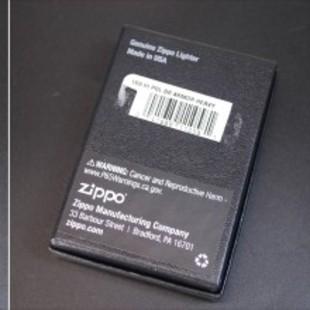 Genuine Zippo Lighter
Made in USA
ARMOR
⚠WARNING: Cancer and Reproductive Harm -
www.P65Warnings.ca.gov.
zippo
Zippo Manufacturing Company
33 Barbour Street | Bradford, PA 16701
zippo.com